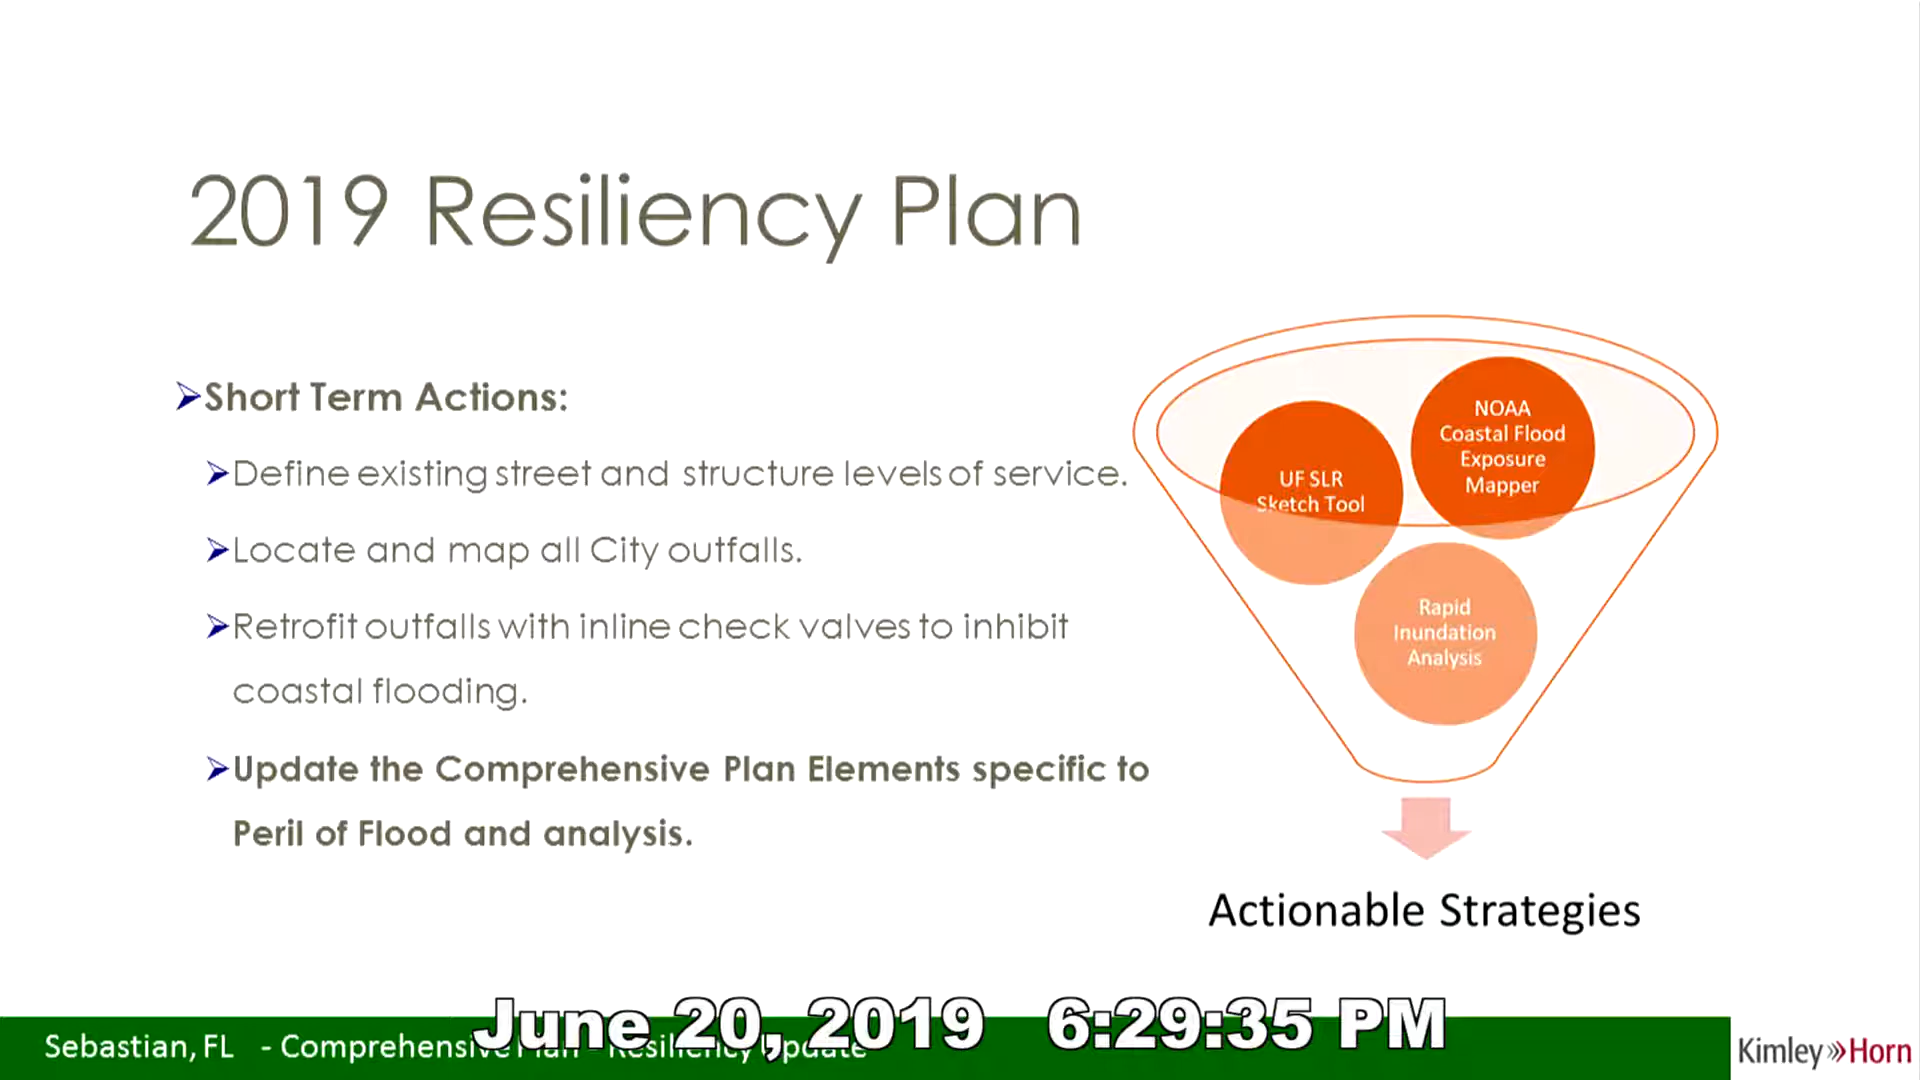 2019 Resiliency Plan
Short Term Actions:
Define existing street and structure levels of service.
Locate and map all City outfalls.
Retrofit outfalls with inline check valves to inhibit
coastal flooding.
Update the Comprehensive Plan Elements specific to
Peril of Flood and analysis.
NOAA
Coastal Flood
Exposure
Mapper
UF SLR
Sketch Tool
Rapid
Inundation
Analysis
Actionable Strategies
June 20, 2019 6:29:35 PM
Sebastian, FL - Comprehensive Plan - Resiliency Update
Kimley»Horn